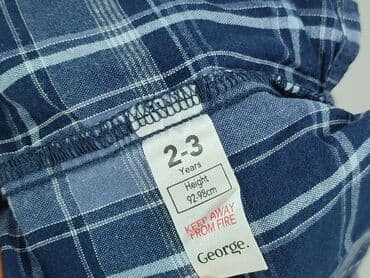 2-3
Years
Height
92-98cm
KEEP AWAY
FROM FIRE
George.